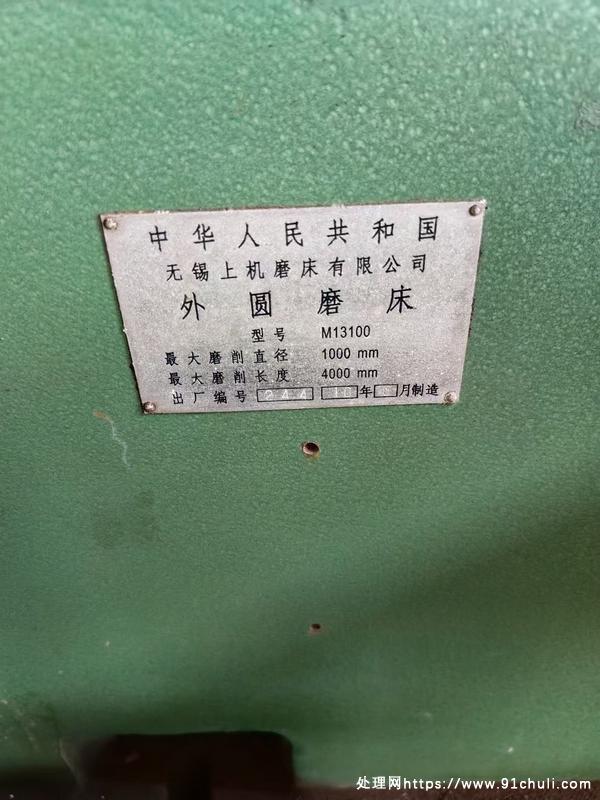 中华人民共和国
无锡上机磨床有限公司
外圆磨床
型号 M13100
最大磨削直径 1000 mm
最大磨削长度 4000 mm
出厂编号 244 10年 月制造
处理网https://www.91chuli.com